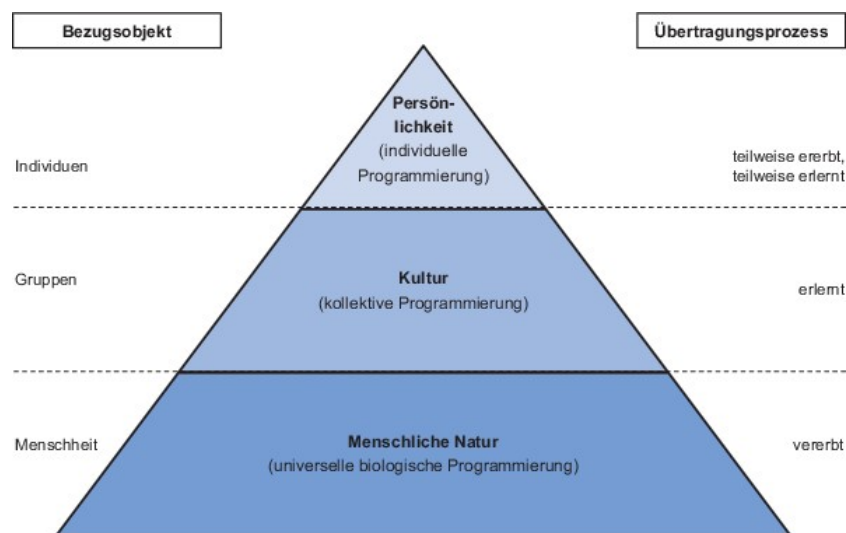 Bezugsobjekt
Übertragungsprozess
Persön-
lichkeit
(individuelle
Programmierung)
Individuen
teilweise ererbt,
teilweise erlernt
Kultur
(kollektive Programmierung)
Gruppen
erlernt
Menschliche Natur
(universelle biologische Programmierung)
Menschheit
vererbt